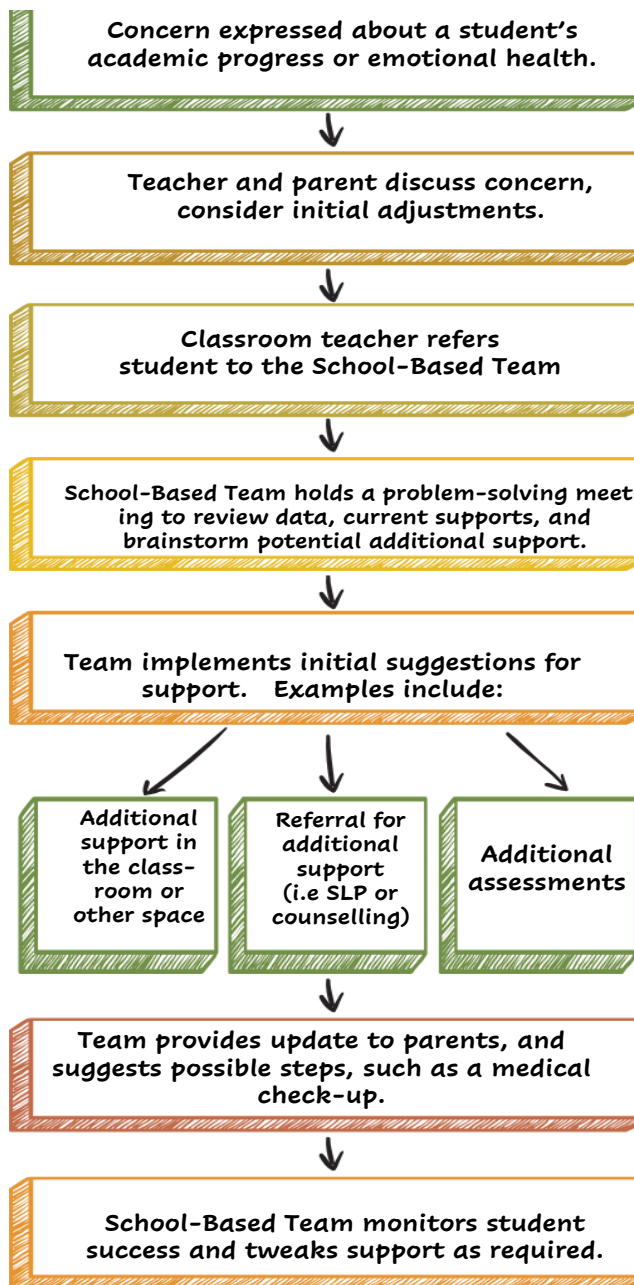 Concern expressed about a student's
academic progress or emotional health.
Teacher and parent discuss concern,
consider initial adjustments.
Classroom teacher refers
student to the School-Based Team
School-Based Team holds a problem-solving meet
ing to review data, current supports, and
brainstorm potential additional support.
Team implements initial suggestions for
support. Examples include:
Additional
support in
the class-
room or
other space
Referral for
additional
support
(i.e SLP or
counselling)
Additional
assessments
Team provides update to parents, and
suggests possible steps, such as a medical
check-up.
School-Based Team monitors student
success and tweaks support as required.